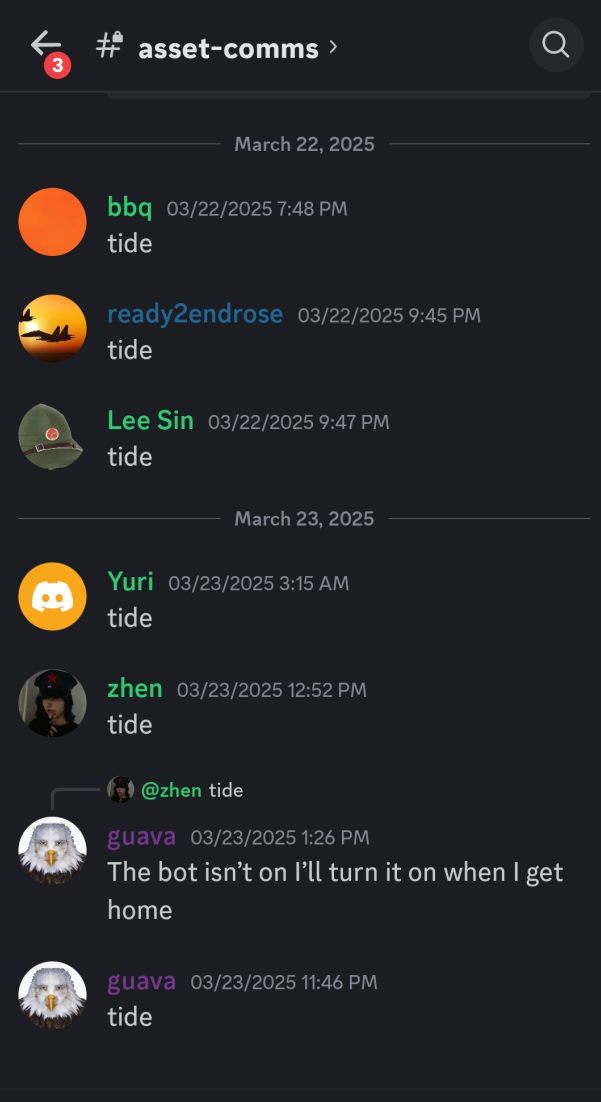 3
asset-comms
March 22, 2025
bbq 03/22/2025 7:48 PM
tide
ready2endrose 03/22/2025 9:45 PM
tide
Lee Sin 03/22/2025 9:47 PM
tide
March 23, 2025
Yuri 03/23/2025 3:15 AM
tide
zhen 03/23/2025 12:52 PM
tide
@zhen tide
guava 03/23/2025 1:26 PM
The bot isn’t on I’ll turn it on when I get
home
guava 03/23/2025 11:46 PM
tide